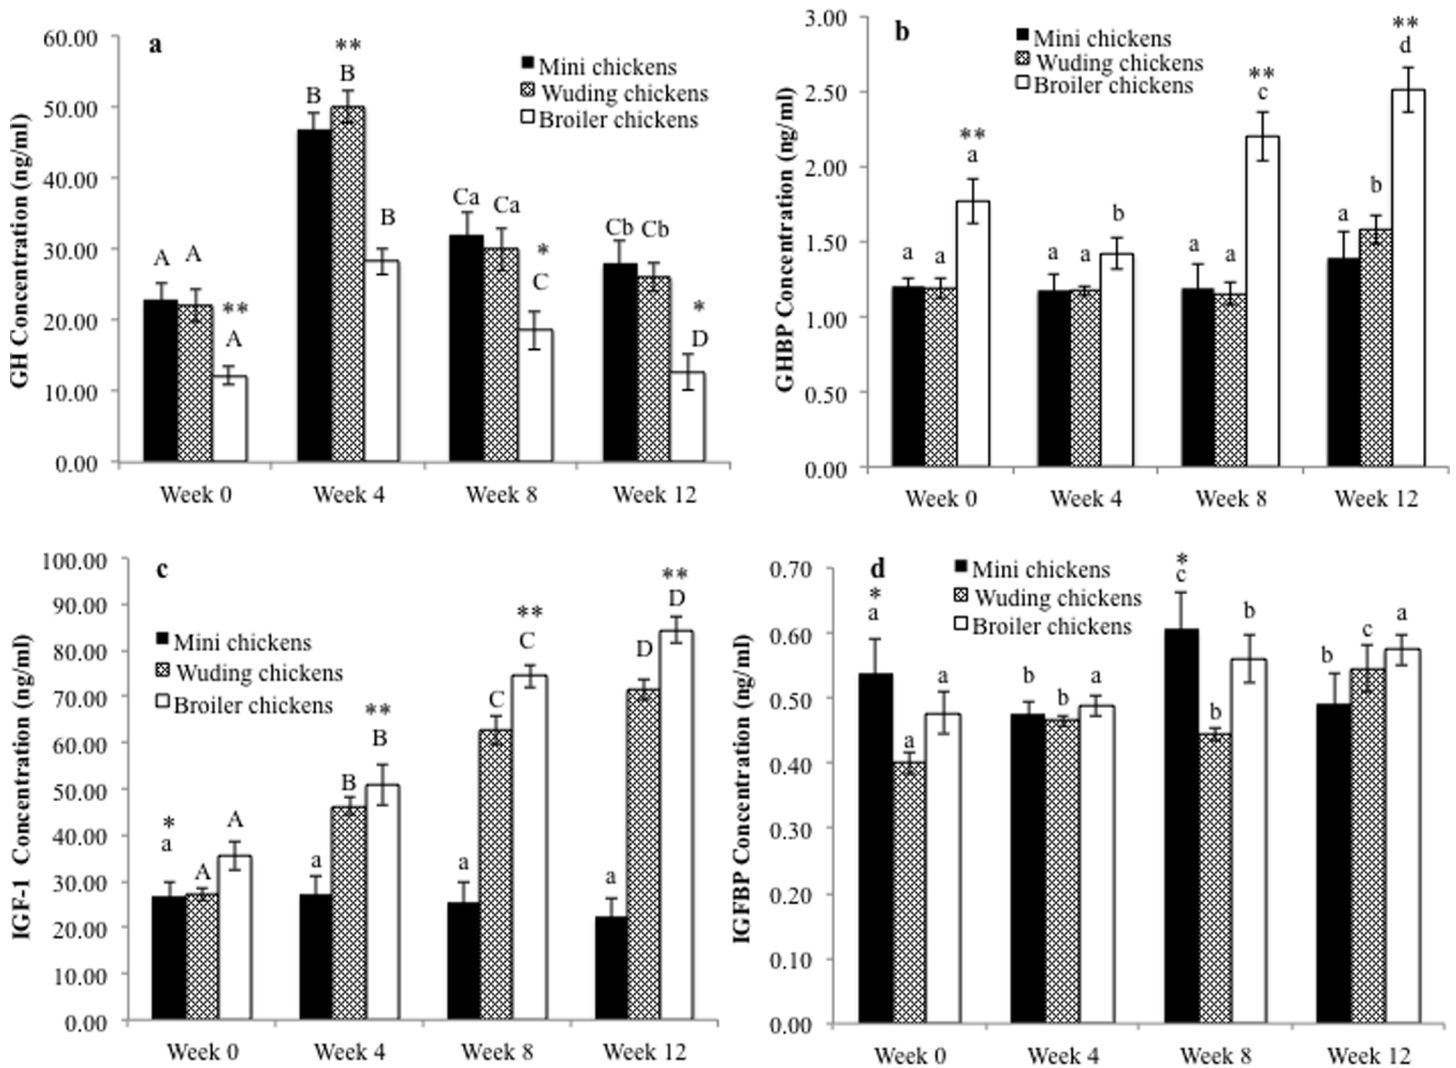 a
GH Concentration (ng/ml)
60.00
50.00
40.00
30.00
20.00
10.00
0.00
Mini chickens
Wuding chickens
Broiler chickens
A A ** A
B ** B B
Ca Ca * C
Cb Cb * D
Week 0 Week 4 Week 8 Week 12
b
GHBP Concentration (ng/ml)
3.00
2.50
2.00
1.50
1.00
0.50
0.00
Mini chickens
Wuding chickens
Broiler chickens
a a ** a
a a b
a a ** c
a b ** d
Week 0 Week 4 Week 8 Week 12
c
IGF-1 Concentration (ng/ml)
100.00
90.00
80.00
70.00
60.00
50.00
40.00
30.00
20.00
10.00
0.00
Mini chickens
Wuding chickens
Broiler chickens
* a A A
a B ** B
a C ** C
a D ** D
Week 0 Week 4 Week 8 Week 12
d
IGFBP Concentration (ng/ml)
0.70
0.60
0.50
0.40
0.30
0.20
0.10
0.00
Mini chickens
Wuding chickens
Broiler chickens
* a a a
b b a
* c b b
b c a
Week 0 Week 4 Week 8 Week 12